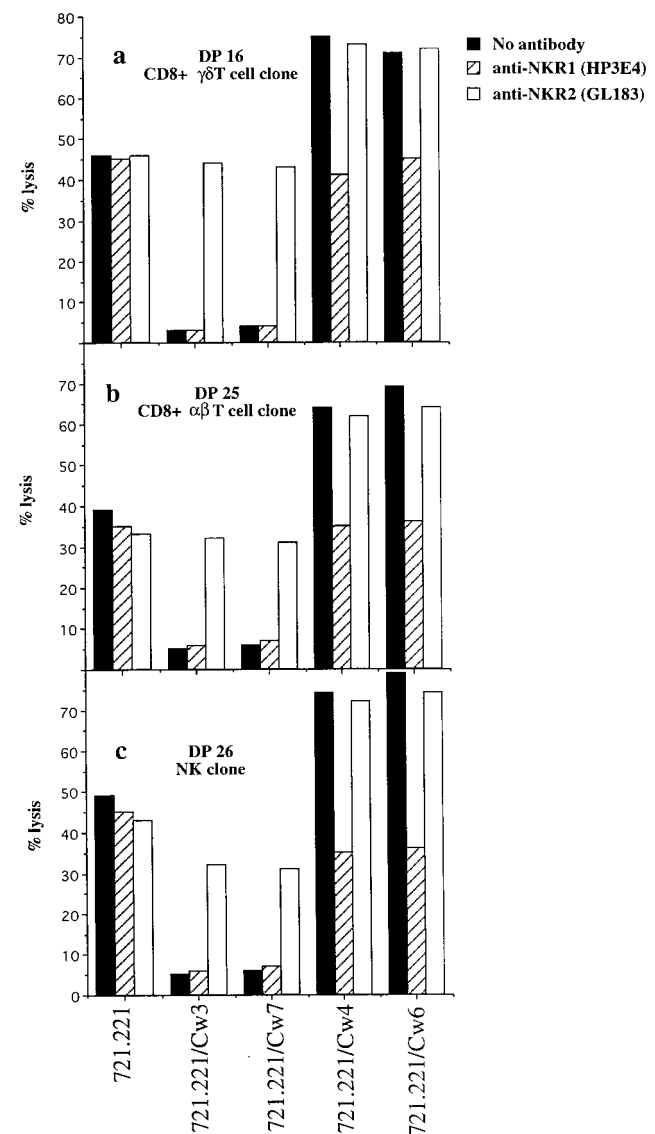 a
DP 16
CD8+ γδT cell clone
No antibody
anti-NKR1 (HP3E4)
anti-NKR2 (GL183)
% lysis
80
70
60
50
40
30
20
10
b
DP 25
CD8+ αβ T cell clone
% lysis
70
60
50
40
30
20
10
c
DP 26
NK clone
% lysis
70
60
50
40
30
20
10
0
721.221
721.221/Cw3
721.221/Cw7
721.221/Cw4
721.221/Cw6